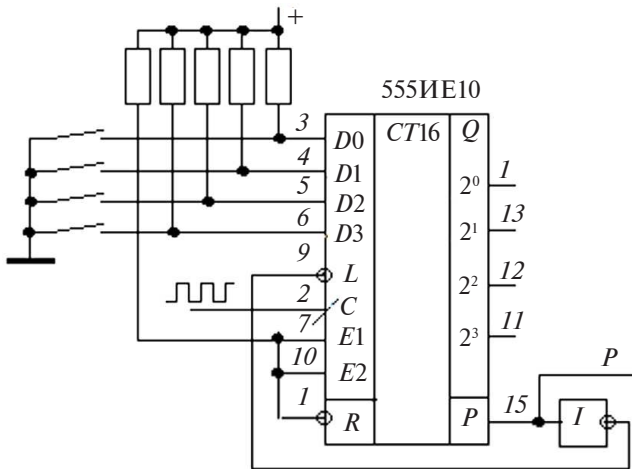 +
555ИЕ10
3 D0 CT16 Q
4 D1 2⁰ 1
5 D2 2¹ 13
6 D3
9 L 2² 12
2 C
7 E1 2³ 11
10 E2 P
1 R P 15 I